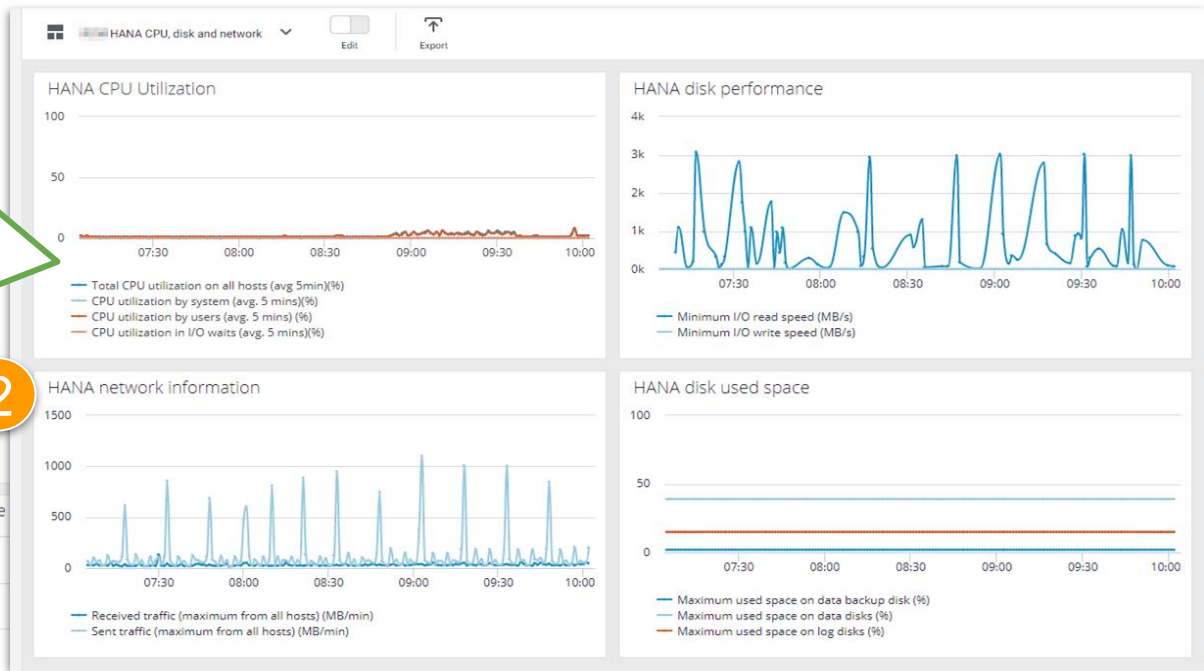 HANA CPU, disk and network
Edit
Export
HANA CPU Utilization
100
50
0
07:30 08:00 08:30 09:00 09:30 10:00
Total CPU utilization on all hosts (avg 5min)(%)
CPU utilization by system (avg. 5 mins)(%)
CPU utilization by users (avg. 5 mins) (%)
CPU utilization in I/O waits (avg. 5 mins)(%)
HANA disk performance
4k
3k
2k
1k
0k
07:30 08:00 08:30 09:00 09:30 10:00
Minimum I/O read speed (MB/s)
Minimum I/O write speed (MB/s)
2
HANA network information
1500
1000
500
0
07:30 08:00 08:30 09:00 09:30 10:00
Received traffic (maximum from all hosts) (MB/min)
Sent traffic (maximum from all hosts) (MB/min)
e
HANA disk used space
100
50
0
07:30 08:00 08:30 09:00 09:30 10:00
Maximum used space on data backup disk (%)
Maximum used space on data disks (%)
Maximum used space on log disks (%)